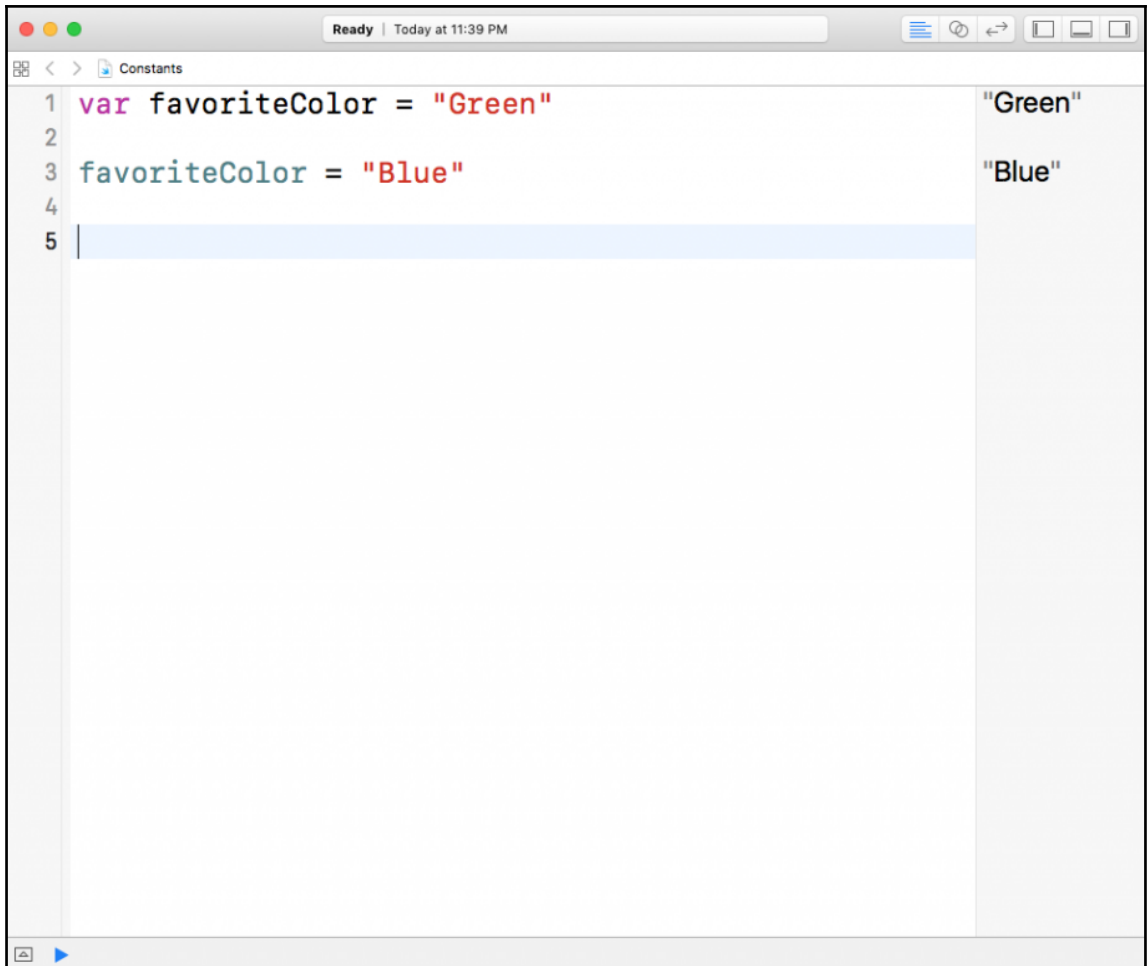 Ready | Today at 11:39 PM
Constants
1 var favoriteColor = "Green" "Green"
2
3 favoriteColor = "Blue" "Blue"
4
5